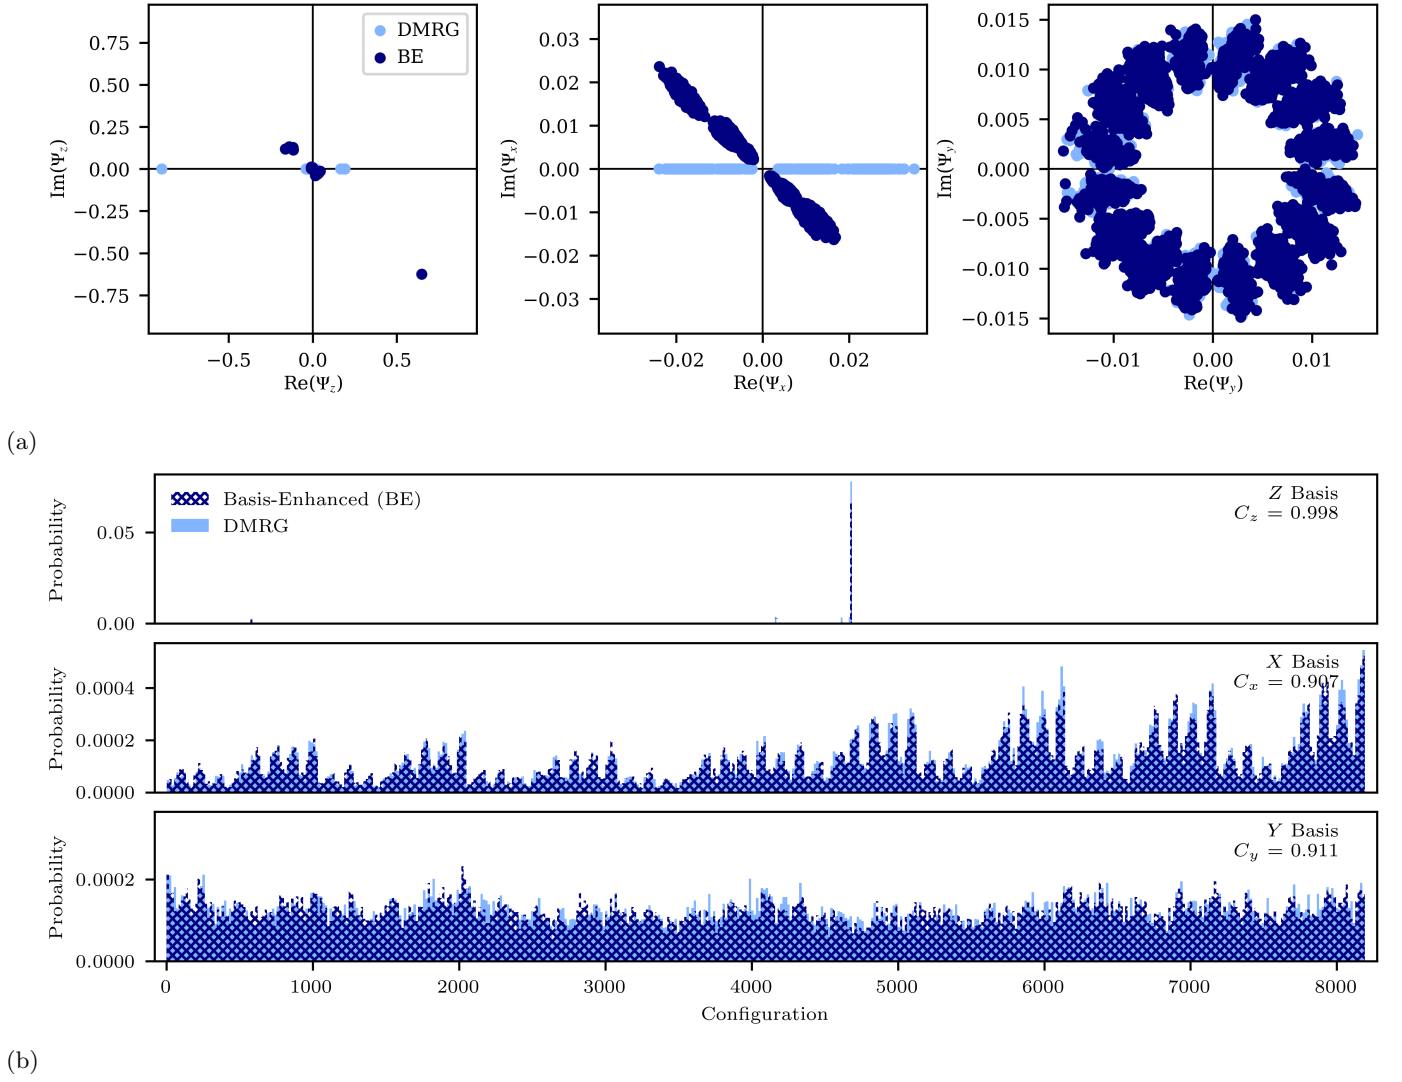 DMRG
BE
0.75
0.50
0.25
0.00
−0.25
−0.50
−0.75
Im(Ψz)
−0.5
0.0
0.5
Re(Ψz)
0.03
0.02
0.01
0.00
−0.01
−0.02
−0.03
Im(Ψx)
−0.02
0.00
0.02
Re(Ψx)
0.015
0.010
0.005
0.000
−0.005
−0.010
−0.015
Im(Ψy)
−0.01
0.00
0.01
Re(Ψy)
(a)
Basis-Enhanced (BE)
DMRG
Z Basis
Cz = 0.998
Probability
0.05
0.00
X Basis
Cx = 0.907
Probability
0.0004
0.0002
0.0000
Y Basis
Cy = 0.911
Probability
0.0002
0.0000
0
1000
2000
3000
4000
5000
6000
7000
8000
Configuration
(b)